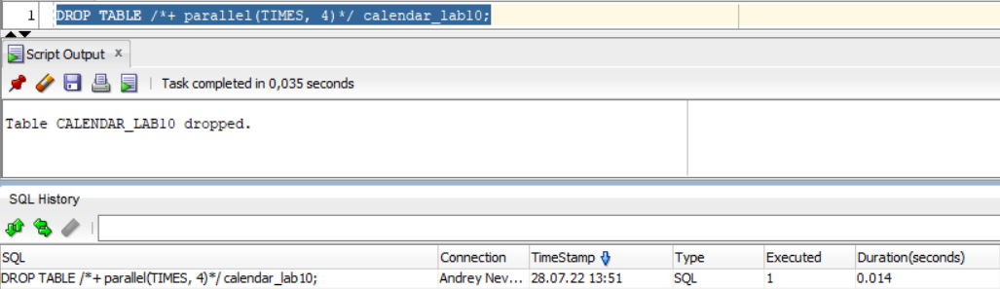 1 DROP TABLE /*+ parallel(TIMES, 4)*/ calendar_lab10;
Script Output x
Task completed in 0,035 seconds
Table CALENDAR_LAB10 dropped.
SQL History
SQL Connection TimeStamp Type Executed Duration(seconds)
DROP TABLE /*+ parallel(TIMES, 4)*/ calendar_lab10; Andrey Nev... 28.07.22 13:51 SQL 1 0.014